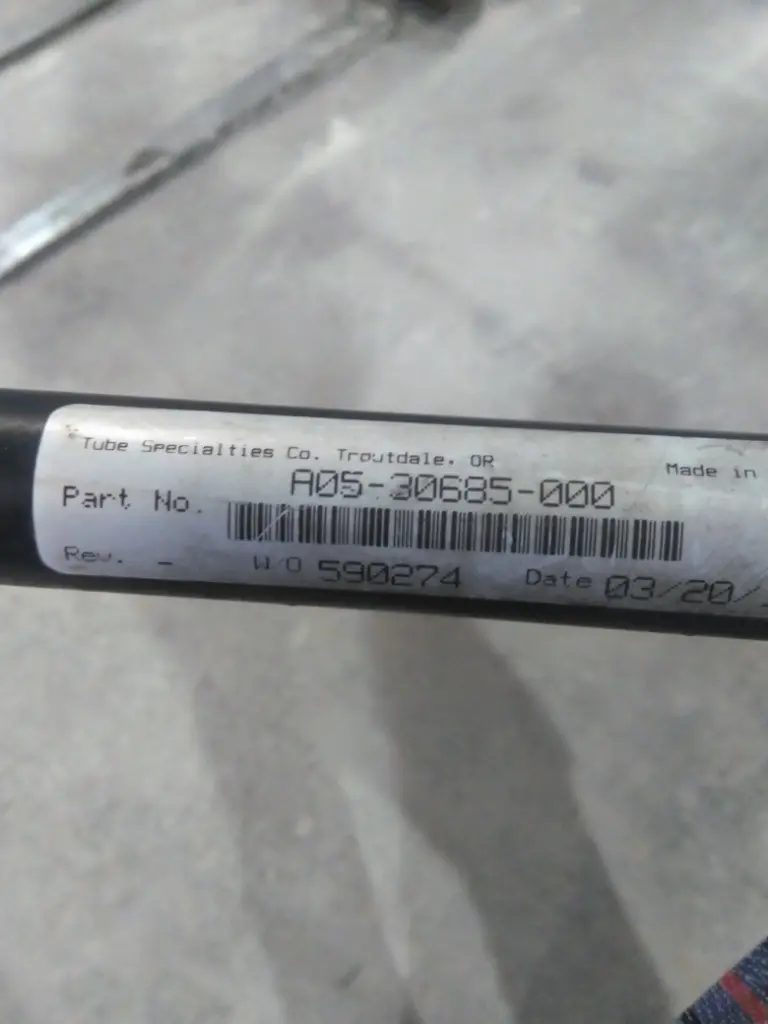 Tube Specialties Co. Troutdale, OR
Made in
Part No. A05-30685-000
Rev. - W/O 590274 Date 03/20/